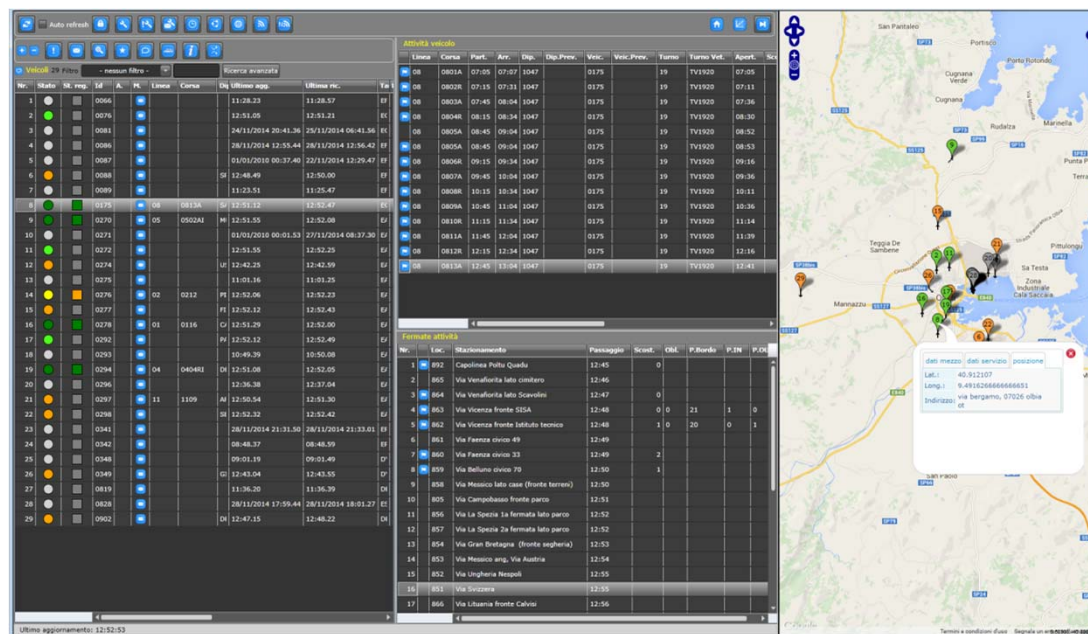 Auto refresh
Veicoli 29 Filtro - nessun filtro - Ricerca avanzata
Nr. Stato St. reg. Id A. M. Linea Corsa Ultimo agg. Ultima ric.
1 0066 11:28.23 11:28.57
2 0076 12:51.05 12:51.21
3 0081 24/11/2014 20:41.36 25/11/2014 06:41.56
4 0086 28/11/2014 12:55.44 28/11/2014 12:56.42
5 0087 01/01/2010 00:37.40 22/11/2014 12:29.47
6 0088 SI 12:48.49 12:50.00
7 0089 11:23.51 11:25.47
8 0175 08 0813A 12:51.12 12:52.47
9 0270 05 0502AI 12:51.55 12:52.08
10 0271 01/01/2010 00:01.53 27/11/2014 08:37.30
11 0272 12:51.55 12:52.25
12 0274 12:42.25 12:52.59
13 0275 11:01.16 11:01.25
14 0276 02 0212 PI 12:52.06 12:52.23
15 0277 PI 12:52.12 12:52.43
16 0278 01 0116 12:51.29 12:52.00
17 0292 12:52.12 12:52.49
18 0293 10:49.39 10:50.08
19 0294 04 0404RI DI 12:51.08 12:52.05
20 0296 12:36.38 12:37.04
21 0297 11 1109 12:50.54 12:51.30
22 0298 SI 12:52.32 12:52.42
23 0341 28/11/2014 21:31.50 28/11/2014 21:33.01
24 0342 08:48.37 08:48.59
25 0348 09:01.19 09:01.49
26 0349 GI 12:43.04 12:43.55
27 0819 11:36.20 11:36.39
28 0828 28/11/2014 17:59.44 28/11/2014 18:01.27
29 0902 DI 12:47.15 12:48.22
Ultimo aggiornamento: 12:52:53
Attività veicolo
Linea Corsa Part. Arr. Dip. Dip.Prev. Veic. Veic.Prev. Turno Turno Vet. Apert.
08 0801A 07:05 07:07 1047 0175 19 TV1920 07:05
08 0802R 07:15 07:31 1047 0175 19 TV1920 07:11
08 0803A 07:45 08:04 1047 0175 19 TV1920 07:36
08 0804R 08:15 08:34 1047 0175 19 TV1920 08:30
08 0805A 08:45 09:04 1047 0175 19 TV1920 08:52
08 0805A 08:45 09:04 1047 0175 19 TV1920 08:53
08 0806R 09:15 09:34 1047 0175 19 TV1920 09:16
08 0807A 09:45 10:04 1047 0175 19 TV1920 09:36
08 0808R 10:15 10:34 1047 0175 19 TV1920 10:11
08 0809A 10:45 11:04 1047 0175 19 TV1920 10:36
08 0810R 11:15 11:34 1047 0175 19 TV1920 11:14
08 0811A 11:45 12:04 1047 0175 19 TV1920 11:39
08 0812R 12:15 12:34 1047 0175 19 TV1920 12:16
08 0813A 12:45 13:04 1047 0175 19 TV1920 12:41
Fermate attività
Nr. Loc. Stazionamento Passaggio Scost. Obl. P.Bordo P.IN
1 892 Capolinea Poltu Quadu 12:45 0
2 865 Via Venafiorita lato cimitero 12:46
3 864 Via Venafiorita lato Scavolini 12:47 0
4 863 Via Vicenza fronte SISA 12:48 0 0 21 1 0
5 862 Via Vicenza fronte Istituto tecnico 12:48 1 0 20 0 1
6 861 Via Faenza civico 49 12:49
7 860 Via Faenza civico 33 12:49 2
8 859 Via Belluno civico 79 12:50 1
9 858 Via Messico lato case (fronte terreni) 12:50
10 805 Via Campobasso fronte parco 12:51
11 856 Via La Spezia 1a fermata lato parco 12:52
12 857 Via La Spezia 2a fermata lato parco 12:52
13 854 Via Gran Bretagna (fronte segheria) 12:53
14 853 Via Messico ang, Via Austria 12:54
15 852 Via Ungheria Nespoli 12:55
16 851 Via Svizzera 12:55
17 866 Via Lituania fronte Calvisi 12:56
San Pantaleo
Portisco
Porto Rotondo
Cugnana Verde
Cugnana
Rudalza
Marinella
Teggia De Sambene
Pittulongu
Sa Testa
Zona Industriale Cala Saccaia
Mannazzu
dati mezzo dati servizio posizione
Lat.: 40.912107
Long.: 9.4916266666666651
Indirizzo: via bergamo, 07026 olbia ot
San Paolo
Termini e condizioni d'uso